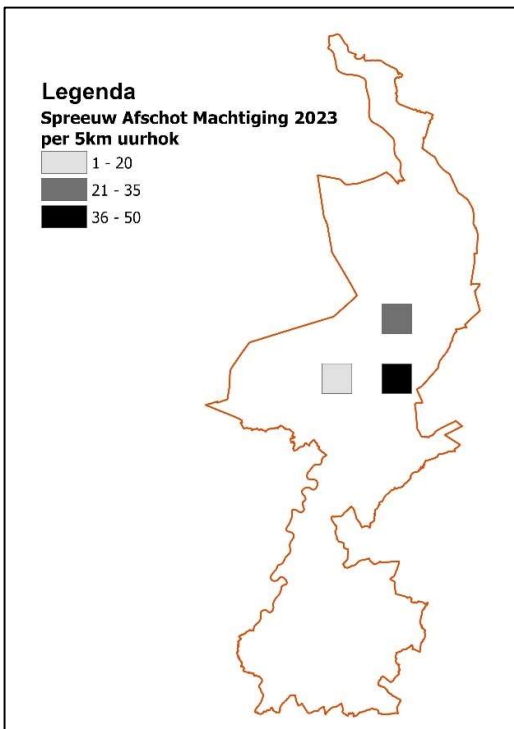 Legenda
Spreeuw Afschot Machtiging 2023
per 5km uurhok
1 - 20
21 - 35
36 - 50